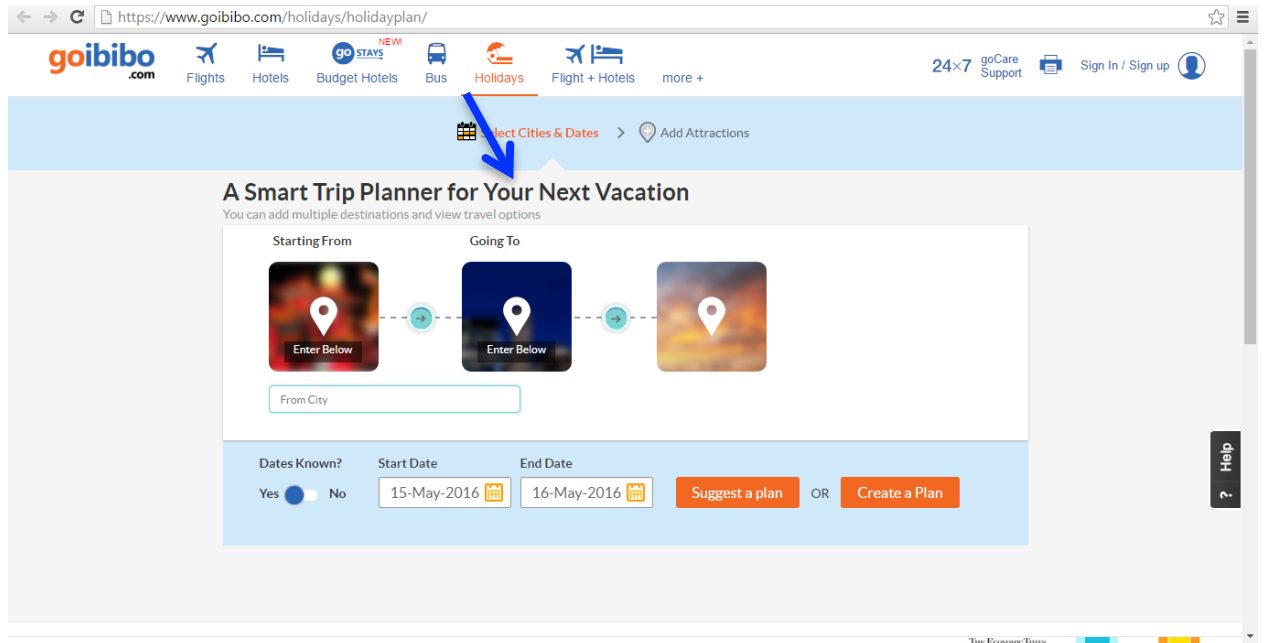 https://www.goibibo.com/holidays/holidayplan/
goibibo
.com
Flights
Hotels
go STAYS NEW!
Budget Hotels
Bus
Holidays
Flight + Hotels
more +
24×7 goCare Support
Sign In / Sign up
Select Cities & Dates > Add Attractions
A Smart Trip Planner for Your Next Vacation
You can add multiple destinations and view travel options
Starting From
Going To
Enter Below
Enter Below
From City
Dates Known?
Start Date
End Date
Yes
No
15-May-2016
16-May-2016
Suggest a plan
OR
Create a Plan
Help
?